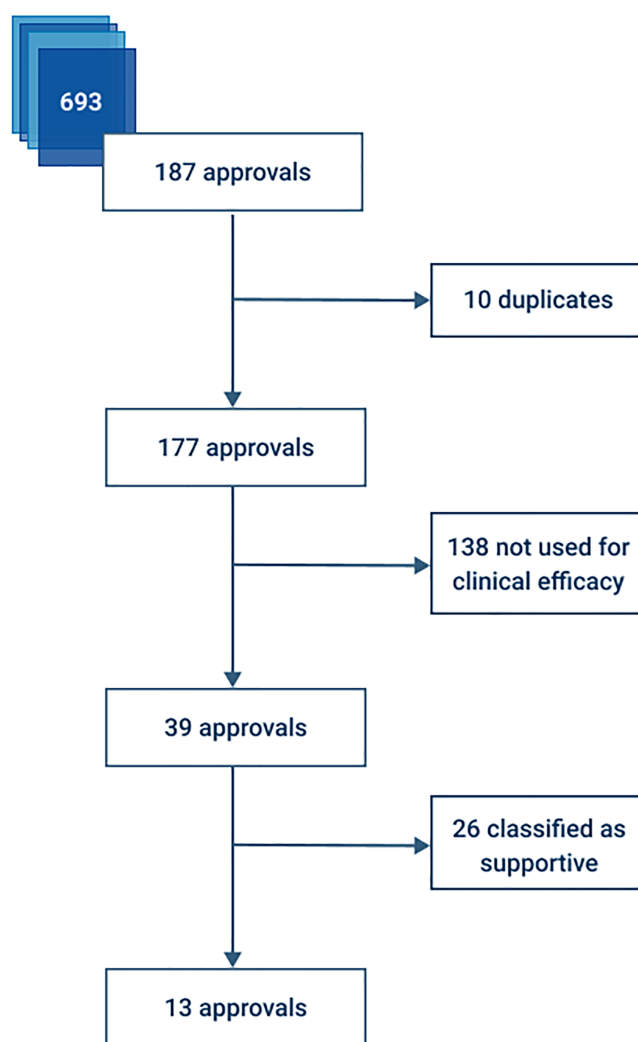 693
187 approvals
10 duplicates
177 approvals
138 not used for
clinical efficacy
39 approvals
26 classified as
supportive
13 approvals